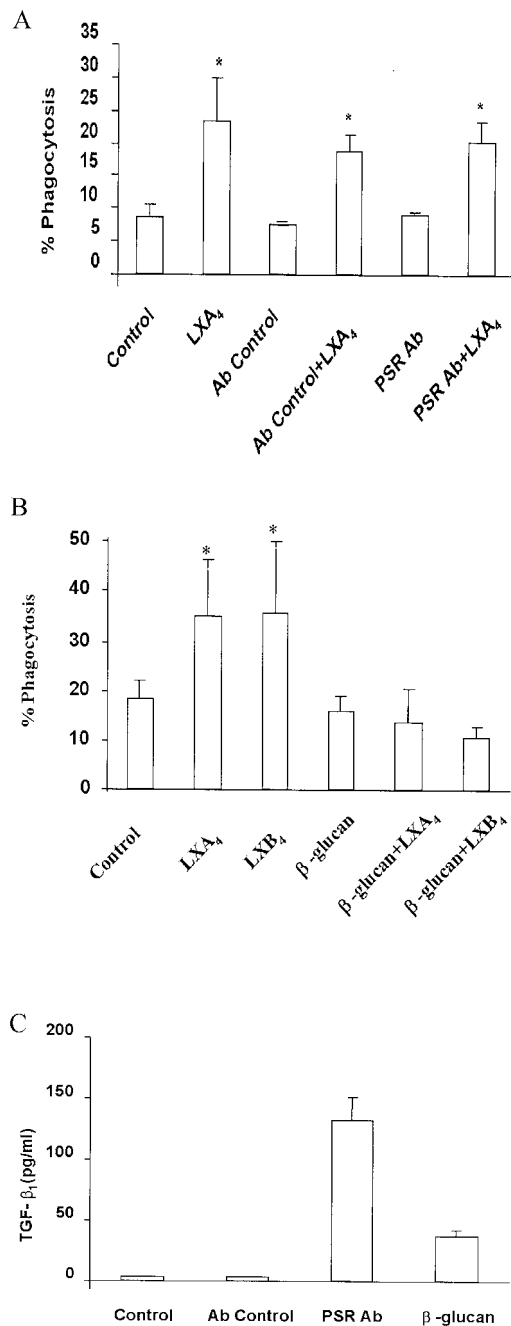 A
35
30
25
20
15
10
5
0
% Phagocytosis
*
*
*
Control
LXA₄
Ab Control
Ab Control+LXA₄
PSR Ab
PSR Ab+LXA₄
B
50
40
30
20
10
0
% Phagocytosis
*
*
Control
LXA₄
LXB₄
β-glucan
β-glucan+LXA₄
β-glucan+LXB₄
C
200
150
100
50
0
TGF-β₁(pg/ml)
Control
Ab Control
PSR Ab
β-glucan